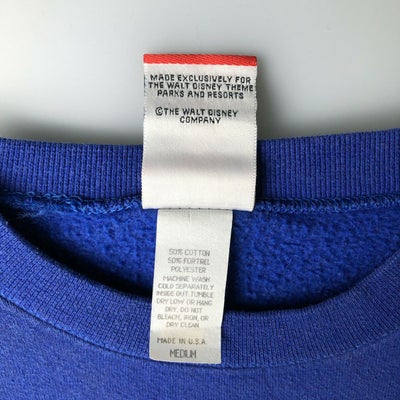 MADE EXCLUSIVELY FOR
THE WALT DISNEY THEME
PARKS AND RESORTS
©THE WALT DISNEY
COMPANY
50% COTTON
50% FORTREL
POLYESTER
MACHINE WASH
COLD SEPARATELY
INSIDE OUT. TUMBLE
DRY LOW OR HANG
DRY. DO NOT
BLEACH, IRON, OR
DRY CLEAN.
MADE IN U.S.A.
MEDIUM